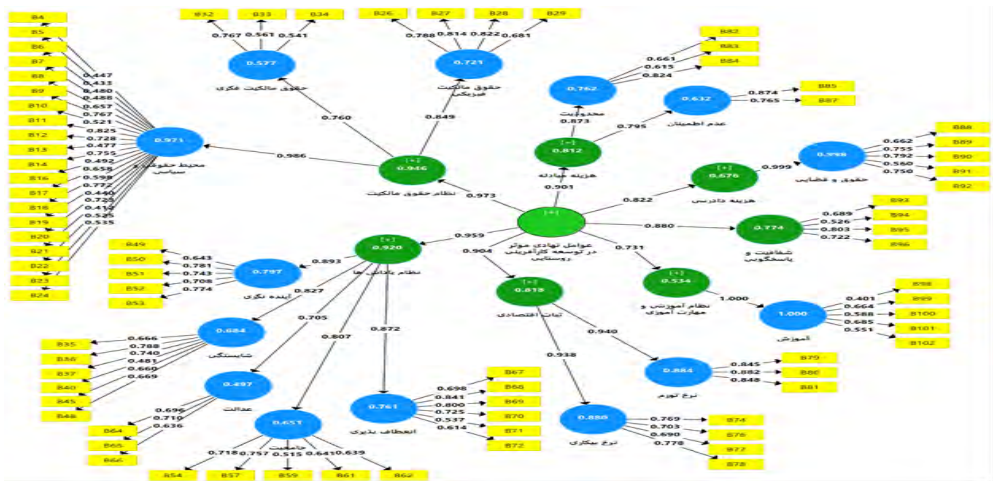 B4
B5
B6
B7
B8
B9
B10
B11
B12
B13
B14
B16
B17
B18
B19
B20
B21
B22
B23
B24
0.447
0.433
0.480
0.488
0.657
0.767
0.521
0.825
0.728
0.477
0.755
0.492
0.658
0.598
0.772
0.440
0.725
0.412
0.525
0.535
0.971
محیط حقوقی و
سیاسی
0.986
B32
B33
B34
0.767
0.561
0.541
0.577
حقوق مالکیت فکری
0.760
B26
B27
B28
B29
0.788
0.814
0.822
0.681
0.721
حقوق مالکیت
فیزیکی
0.849
[+]
0.946
نظام حقوق مالکیت
0.973
B82
B83
B84
0.661
0.615
0.824
0.762
محدودیت
0.873
B85
B87
0.874
0.765
0.632
عدم اطمینان
0.795
[+]
0.812
هزینه مبادله
0.901
B88
B89
B90
B91
B92
0.662
0.755
0.792
0.560
0.750
0.998
حقوق و قضایی
0.999
[+]
0.676
هزینه دادرسی
0.822
B93
B94
B95
B96
0.689
0.526
0.803
0.722
0.774
شفافیت و
پاسخگویی
0.880
[+]
عوامل نهادی موثر
در توسعه کارآفرینی
روستایی
0.731
[+]
0.534
نظام آموزش و
مهارت آموزی
1.000
1.000
آموزش
0.401
0.664
0.588
0.685
0.551
B98
B99
B100
B101
B102
0.904
0.818
ثبات اقتصادی
0.940
0.884
نرخ تورم
0.845
0.882
0.848
B79
B80
B81
0.938
0.880
نرخ بیکاری
0.769
0.703
0.690
0.778
B74
B76
B77
B78
0.959
[+]
0.920
نظام پاداش ها
0.893
0.797
آینده نگری
B49
B50
B51
B52
B53
0.643
0.781
0.743
0.708
0.774
0.827
0.684
شایستگی
B35
B36
B37
B40
B45
B48
0.666
0.788
0.740
0.481
0.660
0.669
0.705
0.497
عدالت
0.696
0.710
0.636
B64
B65
B66
0.807
0.651
جامعیت
0.718
0.757
0.515
0.641
0.639
B54
B57
B59
B61
B62
0.872
0.761
انعطاف پذیری
0.698
0.841
0.800
0.725
0.537
0.614
B67
B68
B69
B70
B71
B72